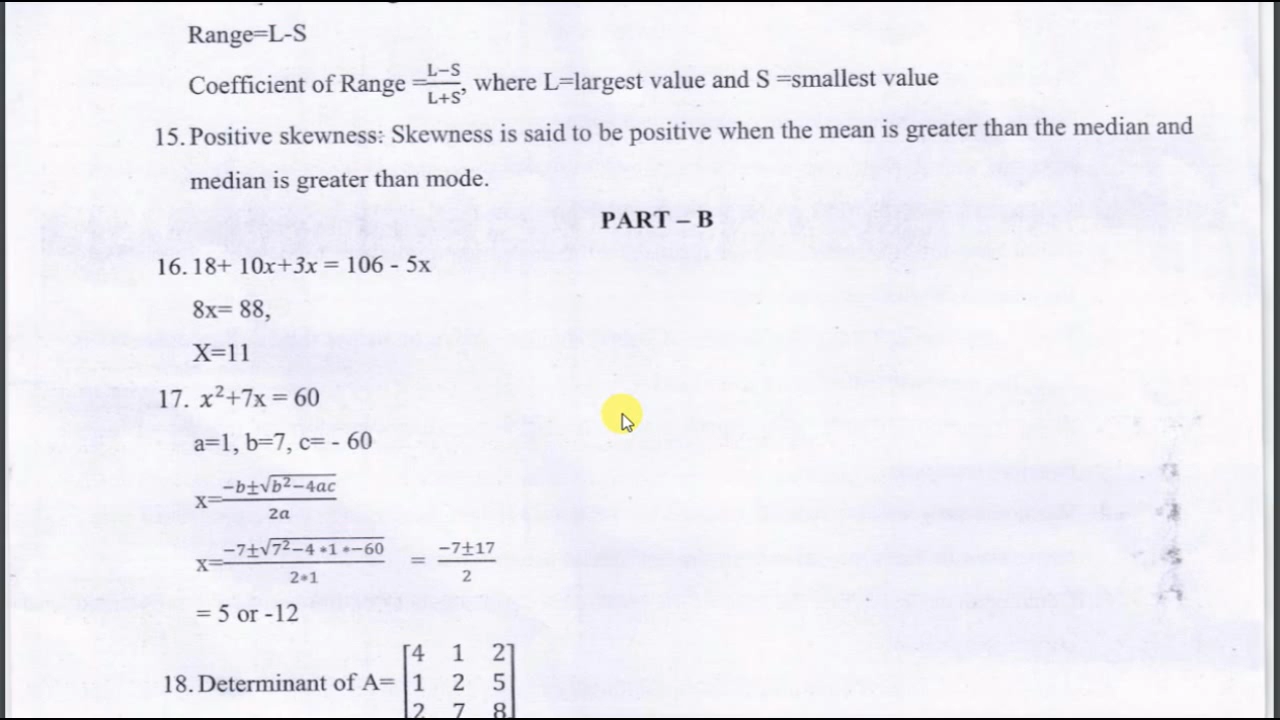 Range=L-S
Coefficient of Range =\frac{L-S}{L+S}, where L=largest value and S =smallest value
15. Positive skewness: Skewness is said to be positive when the mean is greater than the median and
median is greater than mode.
PART – B
16. 18+ 10x+3x = 106 - 5x
8x= 88,
X=11
17. x²+7x = 60
a=1, b=7, c= - 60
x=\frac{-b±√b²-4ac}{2a}
x=\frac{-7±√7²-4*1*-60}{2*1} = \frac{-7±17}{2}
= 5 or -12
18. Determinant of A= [4 1 2
1 2 5
2 7 8]